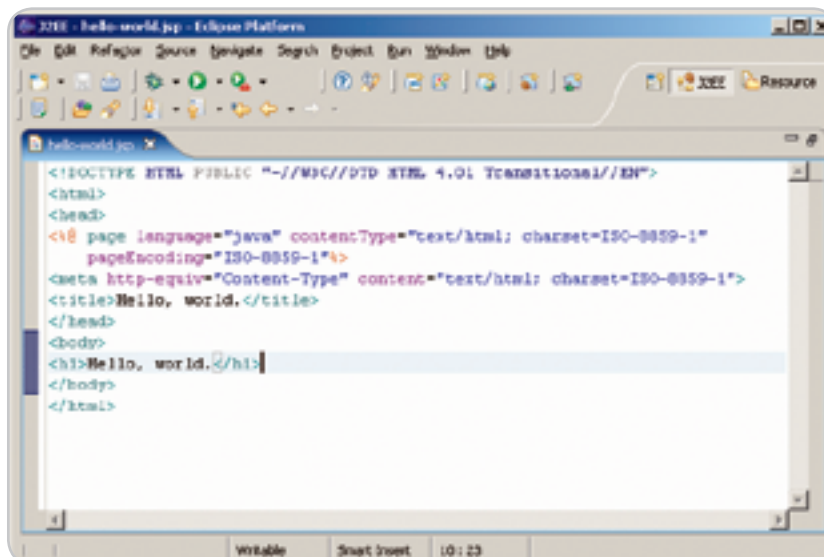 J2EE - hello-world.jsp - Eclipse Platform
File Edit Refactor Source Navigate Search Project Run Window Help
J2EE Resource
hello-world.jsp
<!DOCTYPE HTML PUBLIC "-//W3C//DTD HTML 4.01 Transitional//EN">
<html>
<head>
<%@ page language="java" contentType="text/html; charset=ISO-8859-1"
pageEncoding="ISO-8859-1"%>
<meta http-equiv="Content-Type" content="text/html; charset=ISO-8859-1">
<title>Hello, world.</title>
</head>
<body>
<h1>Hello, world.</h1>
</body>
</html>
Writable Smart Insert 10 : 23